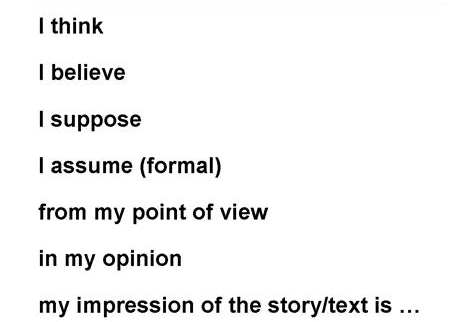 I think
I believe
I suppose
I assume (formal)
from my point of view
in my opinion
my impression of the story/text is …